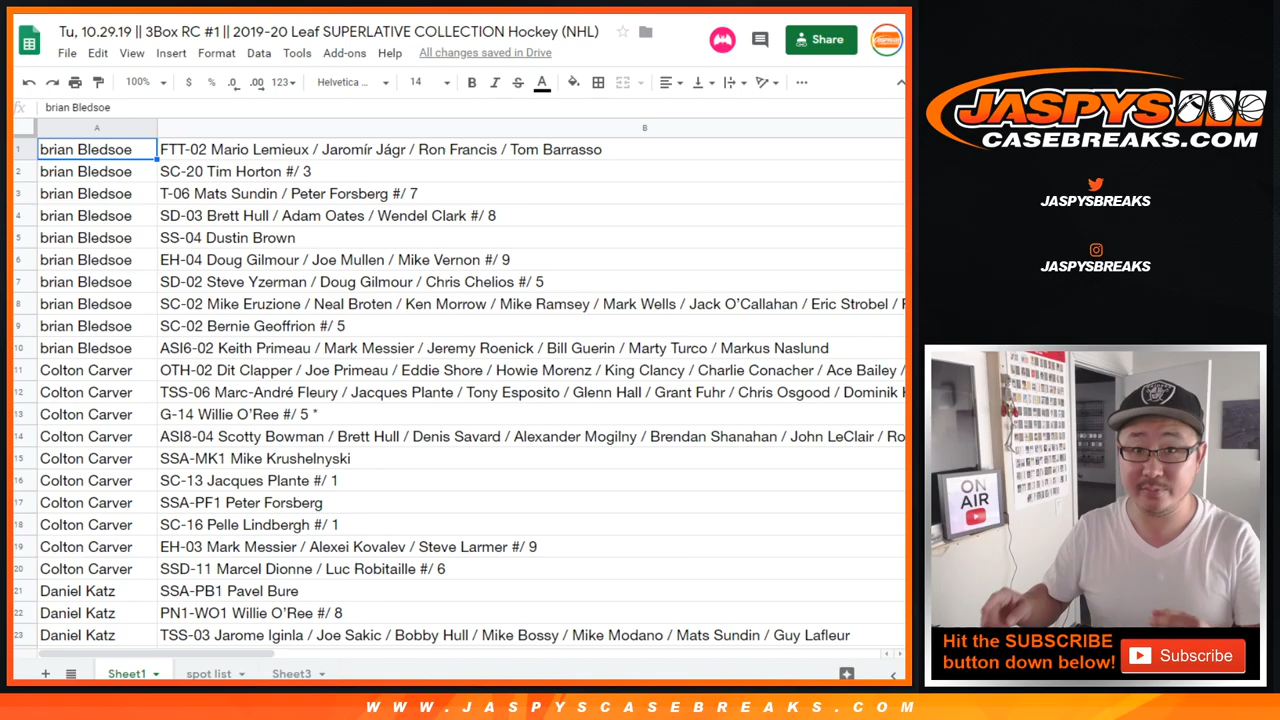 Tu, 10.29.19 || 3Box RC #1 || 2019-20 Leaf SUPERLATIVE COLLECTION Hockey (NHL)
File Edit View Insert Format Data Tools Add-ons Help All changes saved in Drive
Share
100% $ % .0 .00 123 Helvetica ... 14 B I S A
fx brian Bledsoe
A B
1 brian Bledsoe FTT-02 Mario Lemieux / Jaromír Jágr / Ron Francis / Tom Barrasso
2 brian Bledsoe SC-20 Tim Horton #/ 3
3 brian Bledsoe T-06 Mats Sundin / Peter Forsberg #/ 7
4 brian Bledsoe SD-03 Brett Hull / Adam Oates / Wendel Clark #/ 8
5 brian Bledsoe SS-04 Dustin Brown
6 brian Bledsoe EH-04 Doug Gilmour / Joe Mullen / Mike Vernon #/ 9
7 brian Bledsoe SD-02 Steve Yzerman / Doug Gilmour / Chris Chelios #/ 5
8 brian Bledsoe SC-02 Mike Eruzione / Neal Broten / Ken Morrow / Mike Ramsey / Mark Wells / Jack O'Callahan / Eric Strobel /
9 brian Bledsoe SC-02 Bernie Geoffrion #/ 5
10 brian Bledsoe ASI6-02 Keith Primeau / Mark Messier / Jeremy Roenick / Bill Guerin / Marty Turco / Markus Naslund
11 Colton Carver OTH-02 Dit Clapper / Joe Primeau / Eddie Shore / Howie Morenz / King Clancy / Charlie Conacher / Ace Bailey /
12 Colton Carver TSS-06 Marc-André Fleury / Jacques Plante / Tony Esposito / Glenn Hall / Grant Fuhr / Chris Osgood / Dominik
13 Colton Carver G-14 Willie O'Ree #/ 5 *
14 Colton Carver ASI8-04 Scotty Bowman / Brett Hull / Denis Savard / Alexander Mogilny / Brendan Shanahan / John LeClair / Ro
15 Colton Carver SSA-MK1 Mike Krushelnyski
16 Colton Carver SC-13 Jacques Plante #/ 1
17 Colton Carver SSA-PF1 Peter Forsberg
18 Colton Carver SC-16 Pelle Lindbergh #/ 1
19 Colton Carver EH-03 Mark Messier / Alexei Kovalev / Steve Larmer #/ 9
20 Colton Carver SSD-11 Marcel Dionne / Luc Robitaille #/ 6
21 Daniel Katz SSA-PB1 Pavel Bure
22 Daniel Katz PN1-WO1 Willie O'Ree #/ 8
23 Daniel Katz TSS-03 Jarome Iginla / Joe Sakic / Bobby Hull / Mike Bossy / Mike Modano / Mats Sundin / Guy Lafleur
Sheet1 spot list Sheet3
JASPYS
CASEBREAKS.COM
JASPYSBREAKS
JASPYSBREAKS
ON
AIR
Hit the SUBSCRIBE
button down below!
Subscribe
WWW.JASPYSCASEBREAKS.COM